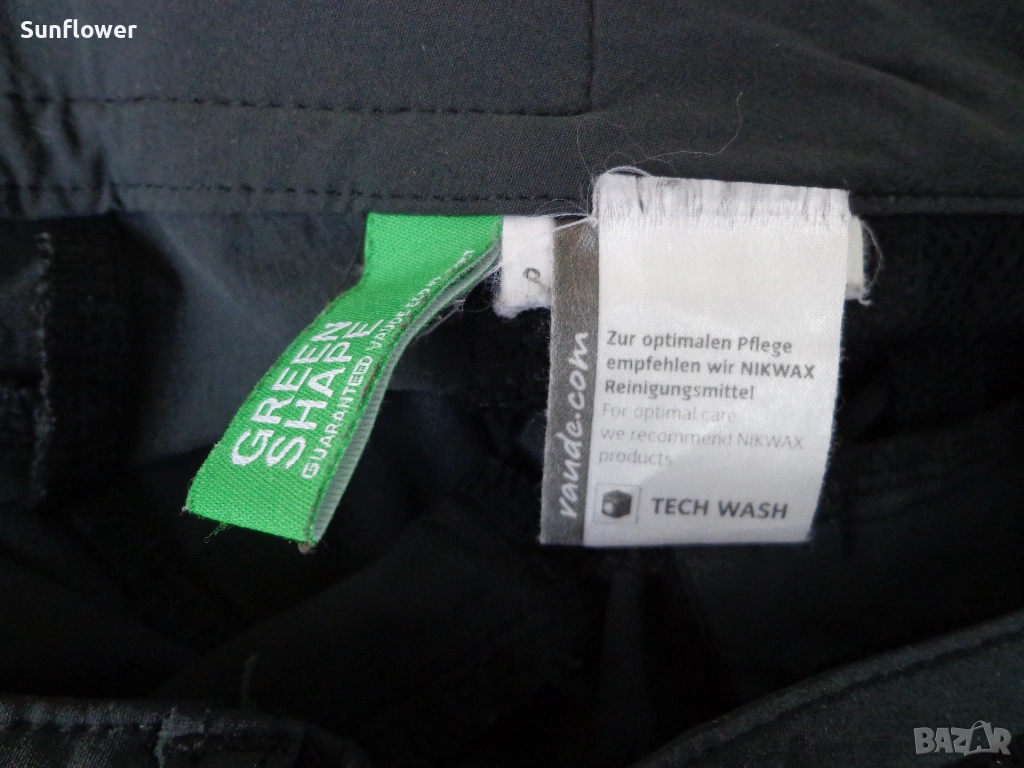 Sunflower
GREEN
SHAPE
GUARANTEED
vaude.com
Zur optimalen Pflege
empfehlen wir NIKWAX
Reinigungsmittel
For optimal care
we recommend NIKWAX
products
TECH WASH
BAZAR